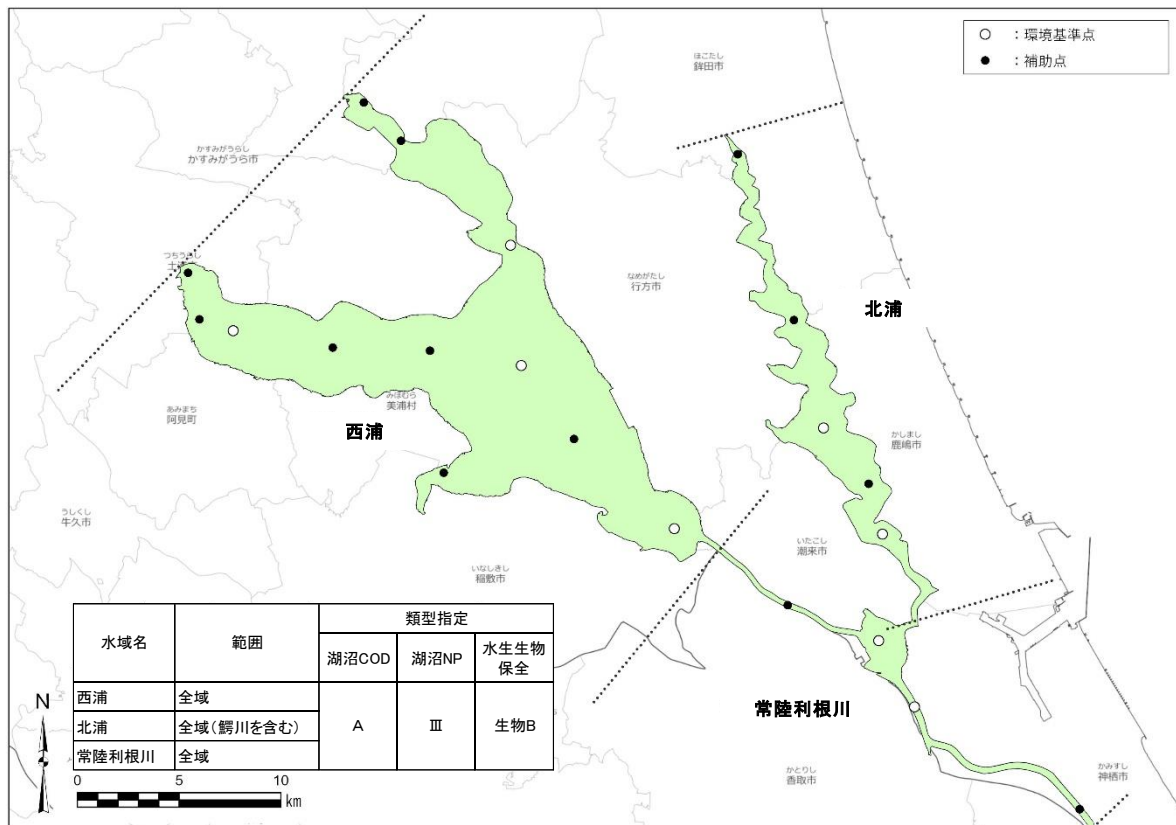 ○ ：環境基準点
● ：補助点
ほこたし
鉾田市
かすみがうらし
かすみがうら市
つちうらし
なめがたし
行方市
北浦
あみまち
阿見町
みほむら
美浦村
西浦
かしまし
鹿嶋市
うしくし
牛久市
いなしきし
稲敷市
いたこし
潮来市
常陸利根川
かとりし
香取市
かみすし
神栖市
水域名 範囲 類型指定
湖沼COD 湖沼NP 水生生物
保全
西浦 全域
北浦 全域（鰐川を含む） A Ⅲ 生物B
常陸利根川 全域
N
0 5 10
km